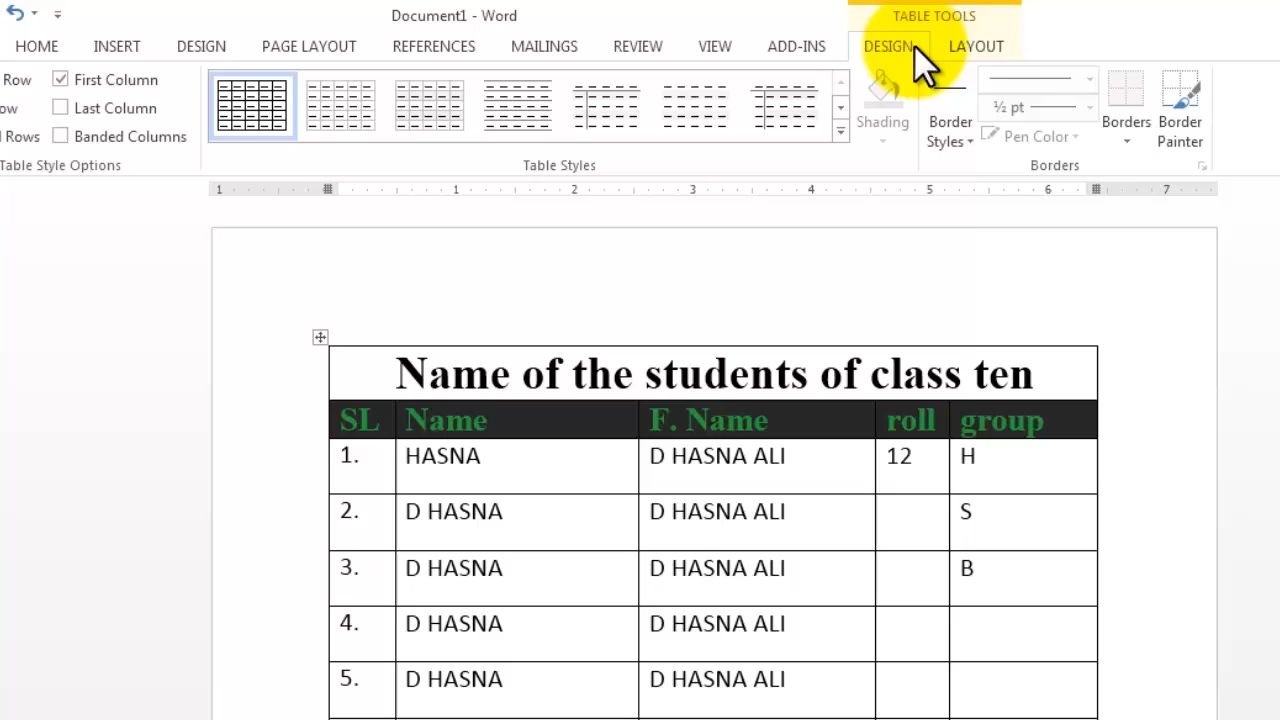 Document1 - Word
TABLE TOOLS
HOME INSERT DESIGN PAGE LAYOUT REFERENCES MAILINGS REVIEW VIEW ADD-INS DESIGN LAYOUT
Row First Column
ow Last Column
Rows Banded Columns
Table Style Options
Table Styles
Shading
Border Styles
½ pt
Pen Color
Borders
Border Painter
Borders
1 1 2 3 4 5 6 7
Name of the students of class ten
SL Name F. Name roll group
1. HASNA D HASNA ALI 12 H
2. D HASNA D HASNA ALI S
3. D HASNA D HASNA ALI B
4. D HASNA D HASNA ALI
5. D HASNA D HASNA ALI